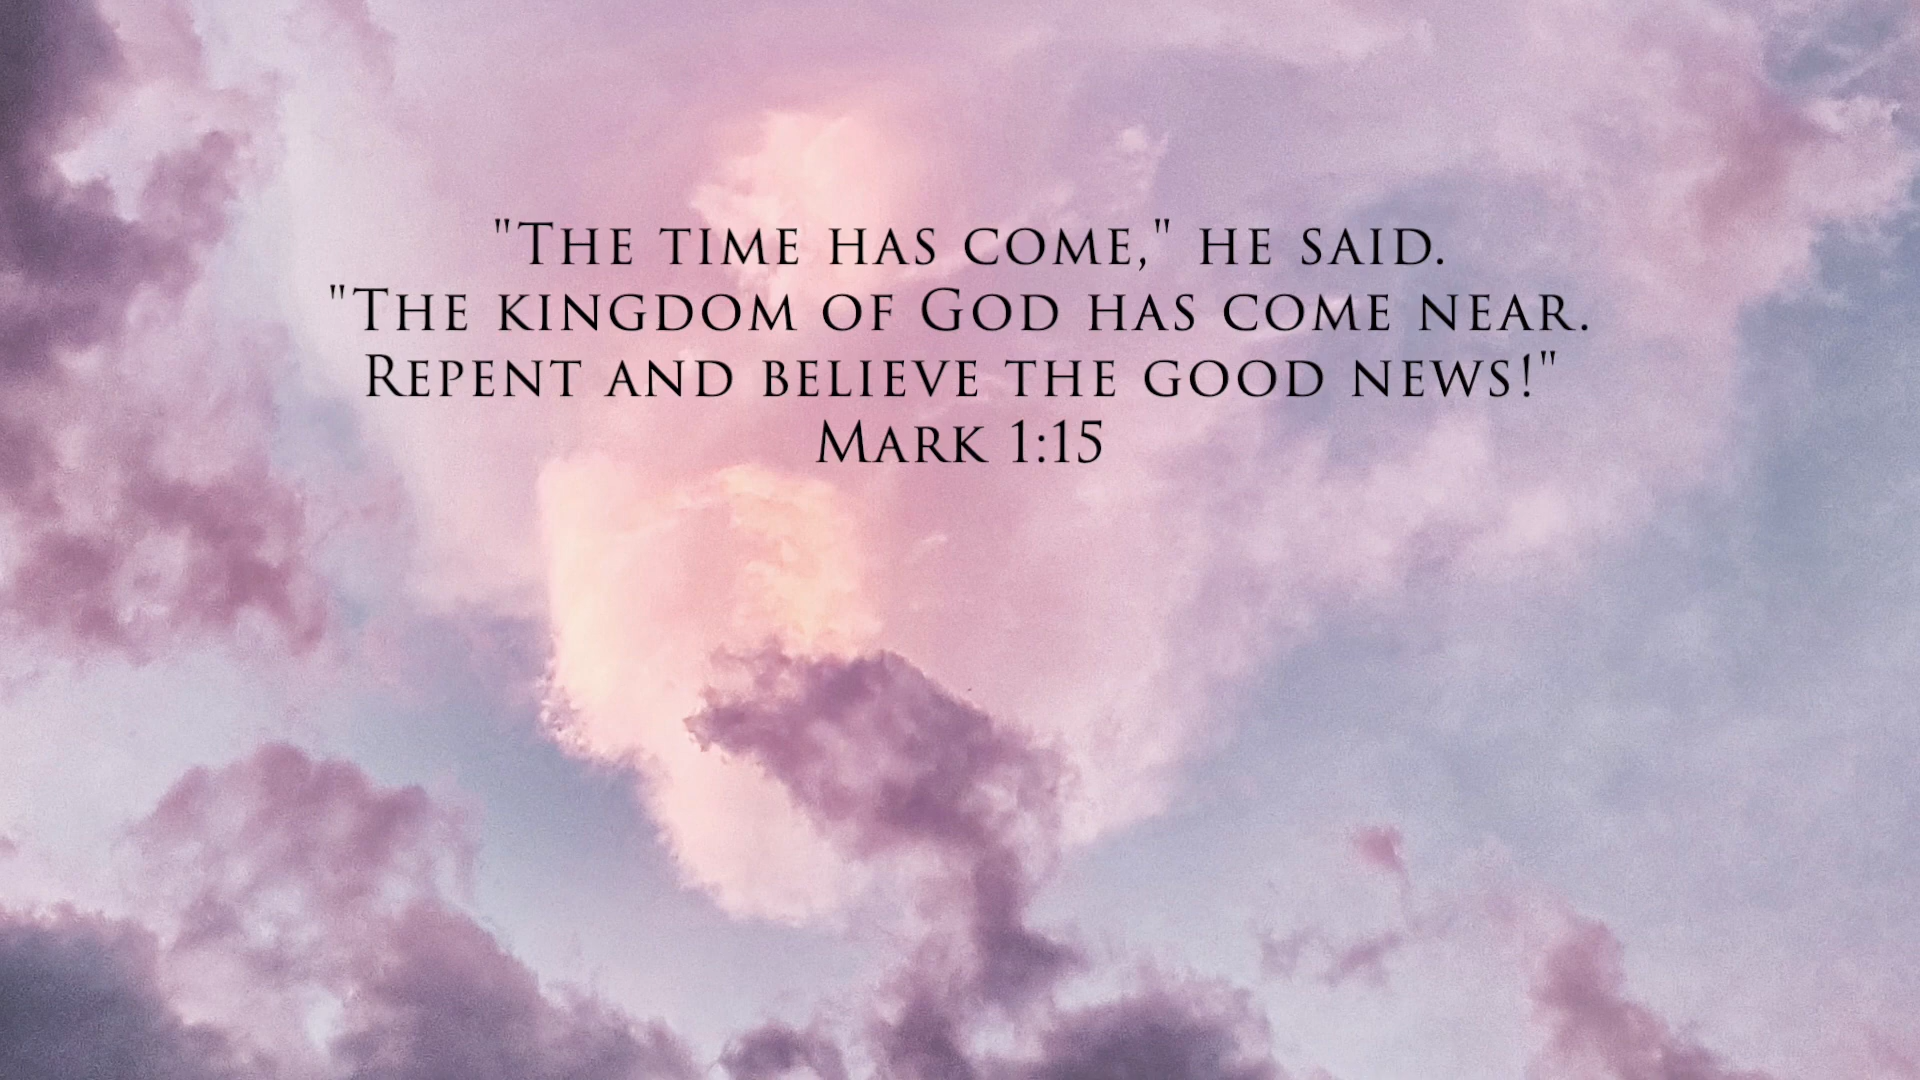 "The time has come," he said.
"The kingdom of God has come near.
Repent and believe the good news!"
Mark 1:15